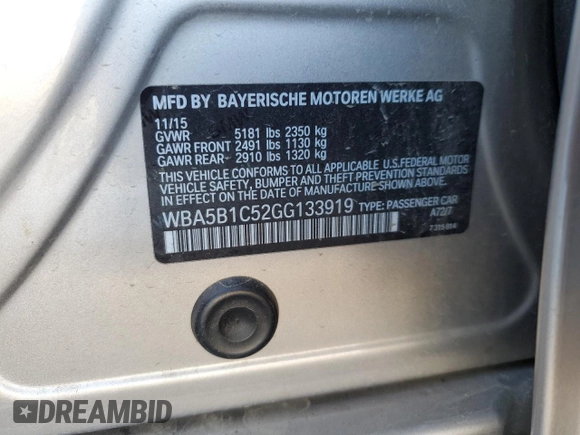 MFD BY BAYERISCHE MOTOREN WERKE AG
11/15
GVWR 5181 lbs 2350 kg
GAWR FRONT 2491 lbs 1130 kg
GAWR REAR 2910 lbs 1320 kg
THIS VEHICLE CONFORMS TO ALL APPLICABLE U.S.FEDERAL MOTOR
VEHICLE SAFETY, BUMPER AND THEFT PREVENTION STANDARDS
IN EFFECT ON THE DATE OF MANUFACTURE SHOWN ABOVE.
WBA5B1C52GG133919 TYPE: PASSENGER CAR
A72/7
DREAMBID